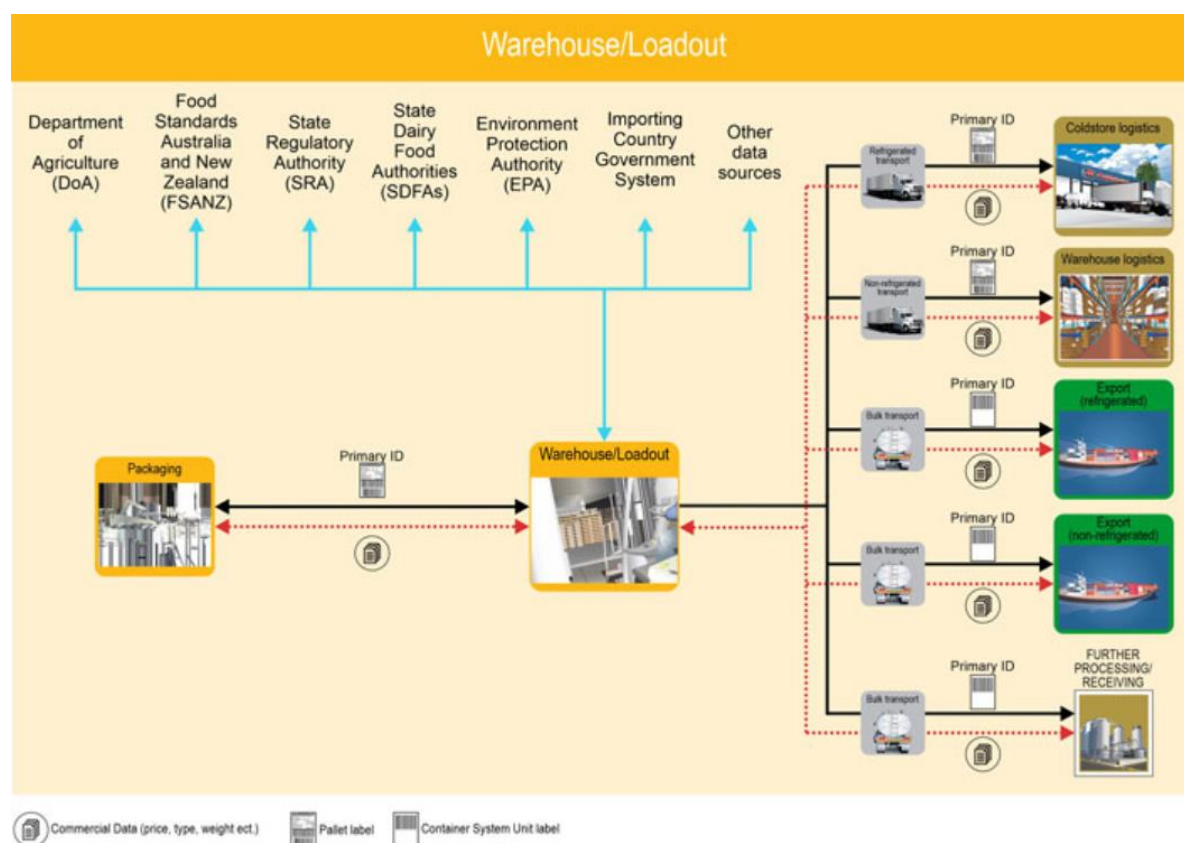 Warehouse/Loadout
Department
of
Agriculture
(DoA)
Food
Standards
Australia
and New
Zealand
(FSANZ)
State
Regulatory
Authority
(SRA)
State
Dairy
Food
Authorities
(SDFAs)
Environment
Protection
Authority
(EPA)
Importing
Country
Government
System
Other
data
sources
Refrigerated
transport
Primary ID
Coldstore logistics
Non-refrigerated
transport
Primary ID
Warehouse logistics
Bulk transport
Primary ID
Export
(refrigerated)
Packaging
Primary ID
Warehouse/Loadout
Bulk transport
Primary ID
Export
(non-refrigerated)
Bulk transport
Primary ID
FURTHER
PROCESSING/
RECEIVING
Commercial Data (price, type, weight ect.)
Pallet label
Container System Unit label